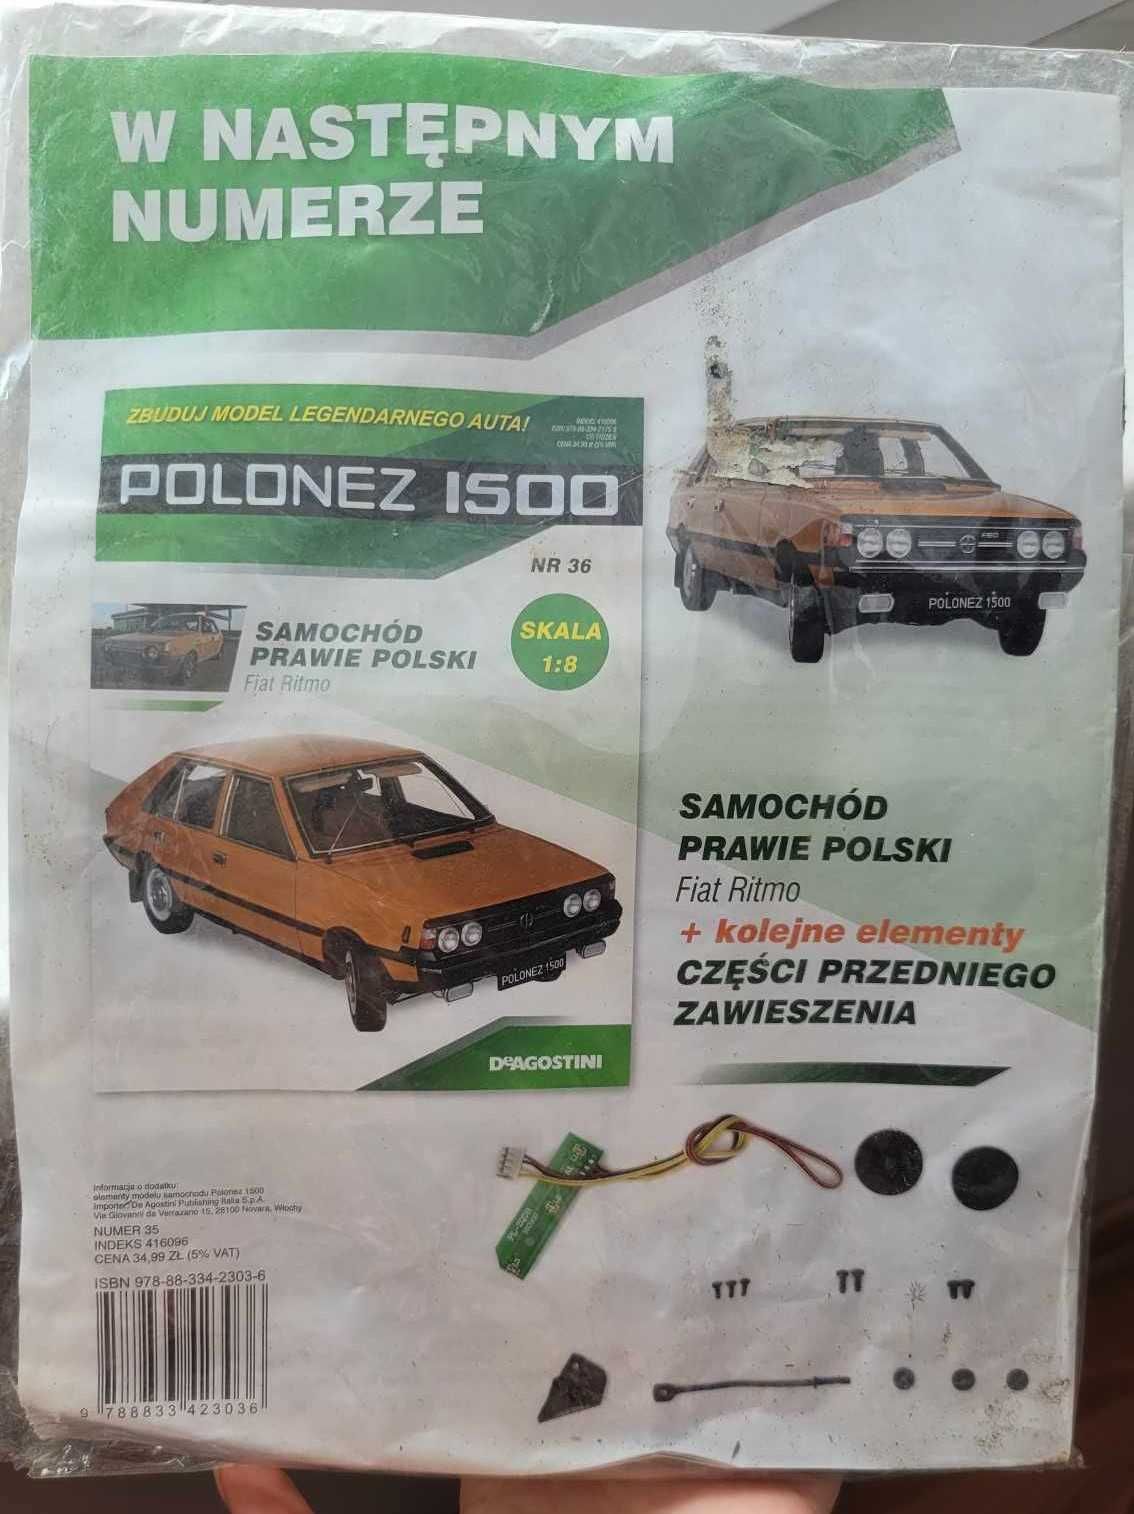 W NASTĘPNYM
NUMERZE
ZBUDUJ MODEL LEGENDARNEGO AUTA!
POLONEZ 1500
NR 36
SAMOCHÓD
PRAWIE POLSKI
Fiat Ritmo
SKALA
1:8
POLONEZ 1500
DeAGOSTINI
FSO
POLONEZ 1500
SAMOCHÓD
PRAWIE POLSKI
Fiat Ritmo
+ kolejne elementy
CZĘŚCI PRZEDNIEGO
ZAWIESZENIA
Informacja o dodatku:
elementy modelu samochodu Polonez 1500
Importer: De Agostini Publishing Italia S.p.A.
Via Giovanni da Verrazano 15, 28100 Novara, Włochy
NUMER 35
INDEKS 416096
CENA 34,99 ZŁ (5% VAT)
ISBN 978-88-334-2303-6
9 788833 423036